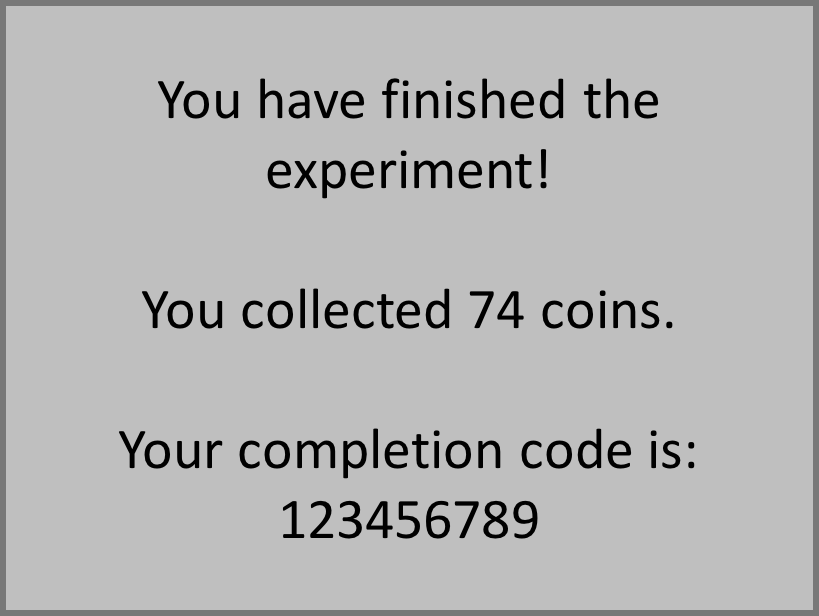 You have finished the
experiment!
You collected 74 coins.
Your completion code is:
123456789